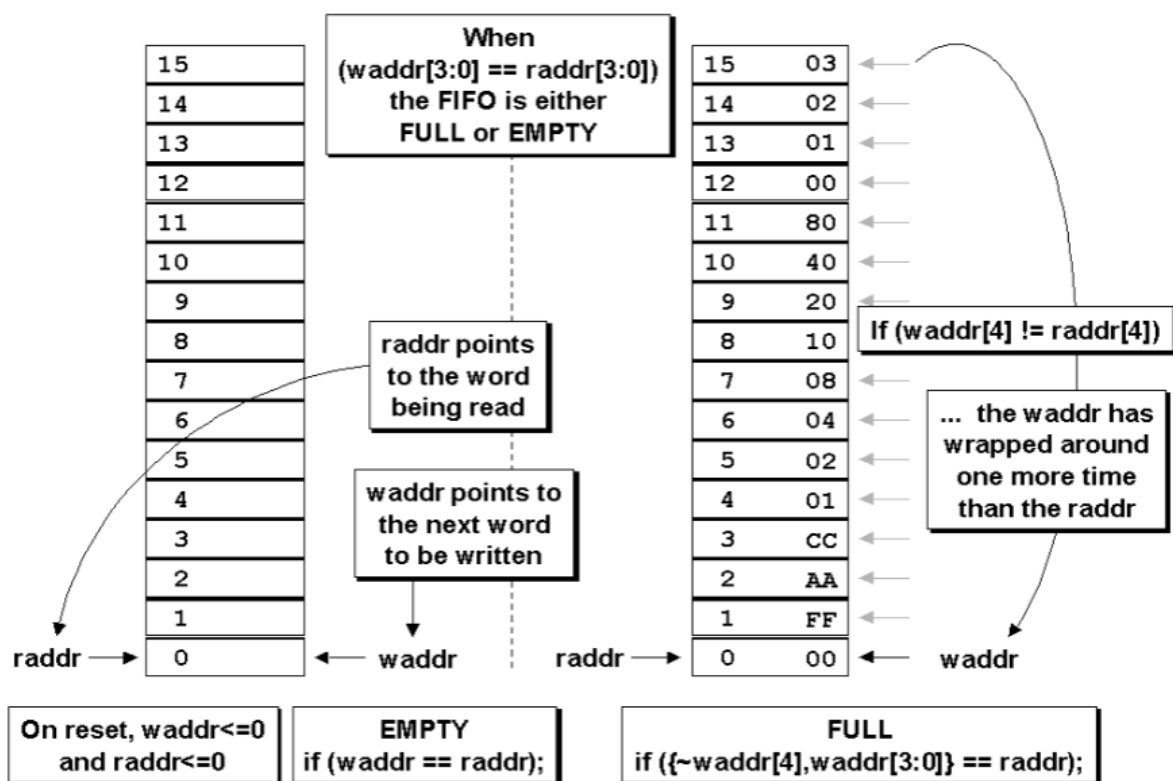 When
(waddr[3:0] == raddr[3:0])
the FIFO is either
FULL or EMPTY
15
14
13
12
11
10
9
8
7
6
5
4
3
2
1
0
raddr points
to the word
being read
waddr points to
the next word
to be written
raddr
waddr
15 03
14 02
13 01
12 00
11 80
10 40
9 20
8 10
7 08
6 04
5 02
4 01
3 CC
2 AA
1 FF
0 00
If (waddr[4] != raddr[4])
... the waddr has
wrapped around
one more time
than the raddr
raddr
waddr
On reset, waddr<=0
and raddr<=0
EMPTY
if (waddr == raddr);
FULL
if ({~waddr[4],waddr[3:0]} == raddr);